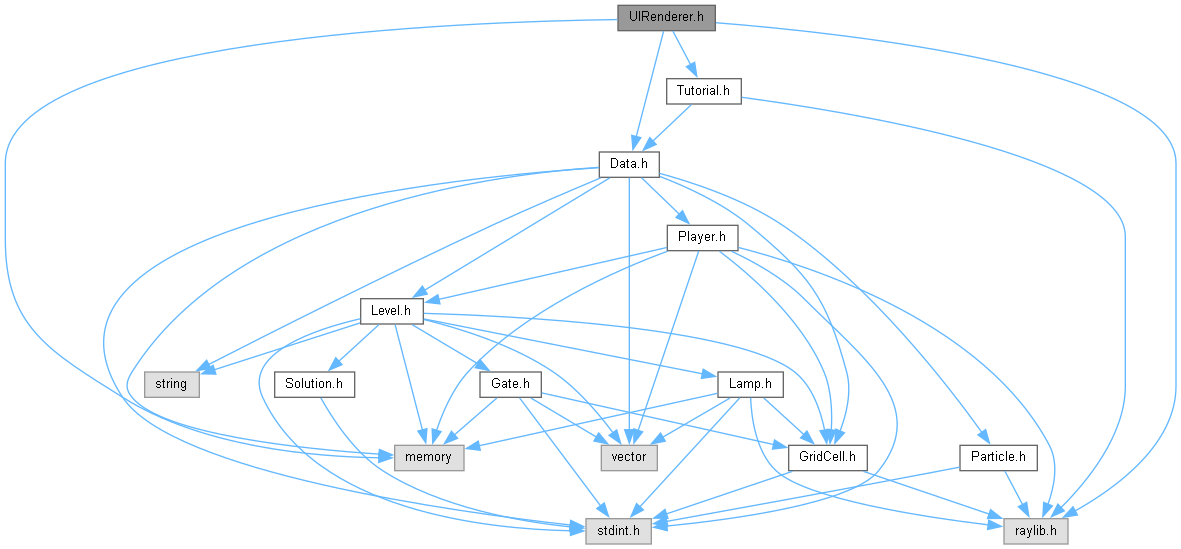 UIRenderer.h
Tutorial.h
Data.h
Player.h
Level.h
string
Solution.h
Gate.h
Lamp.h
memory
vector
GridCell.h
Particle.h
stdint.h
raylib.h